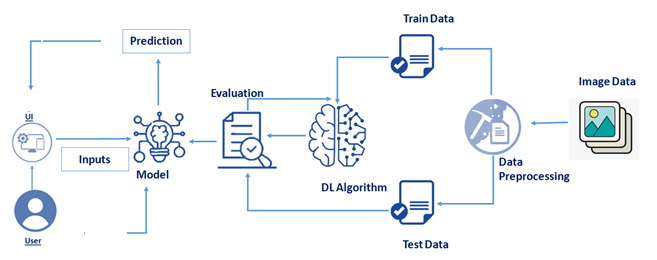 Train Data
Prediction
Image Data
Evaluation
UI
Inputs
Model
Data
Preprocessing
DL Algorithm
User
Test Data